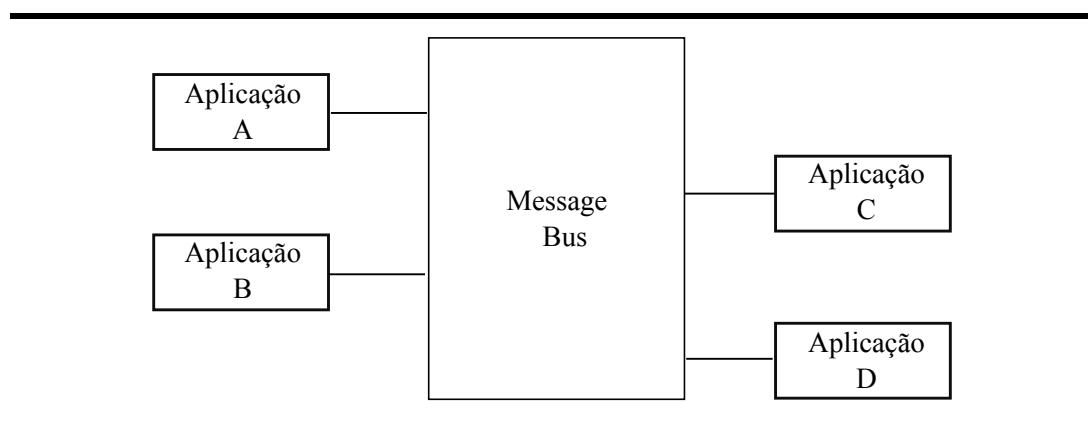 Aplicação
A
Aplicação
B
Message
Bus
Aplicação
C
Aplicação
D